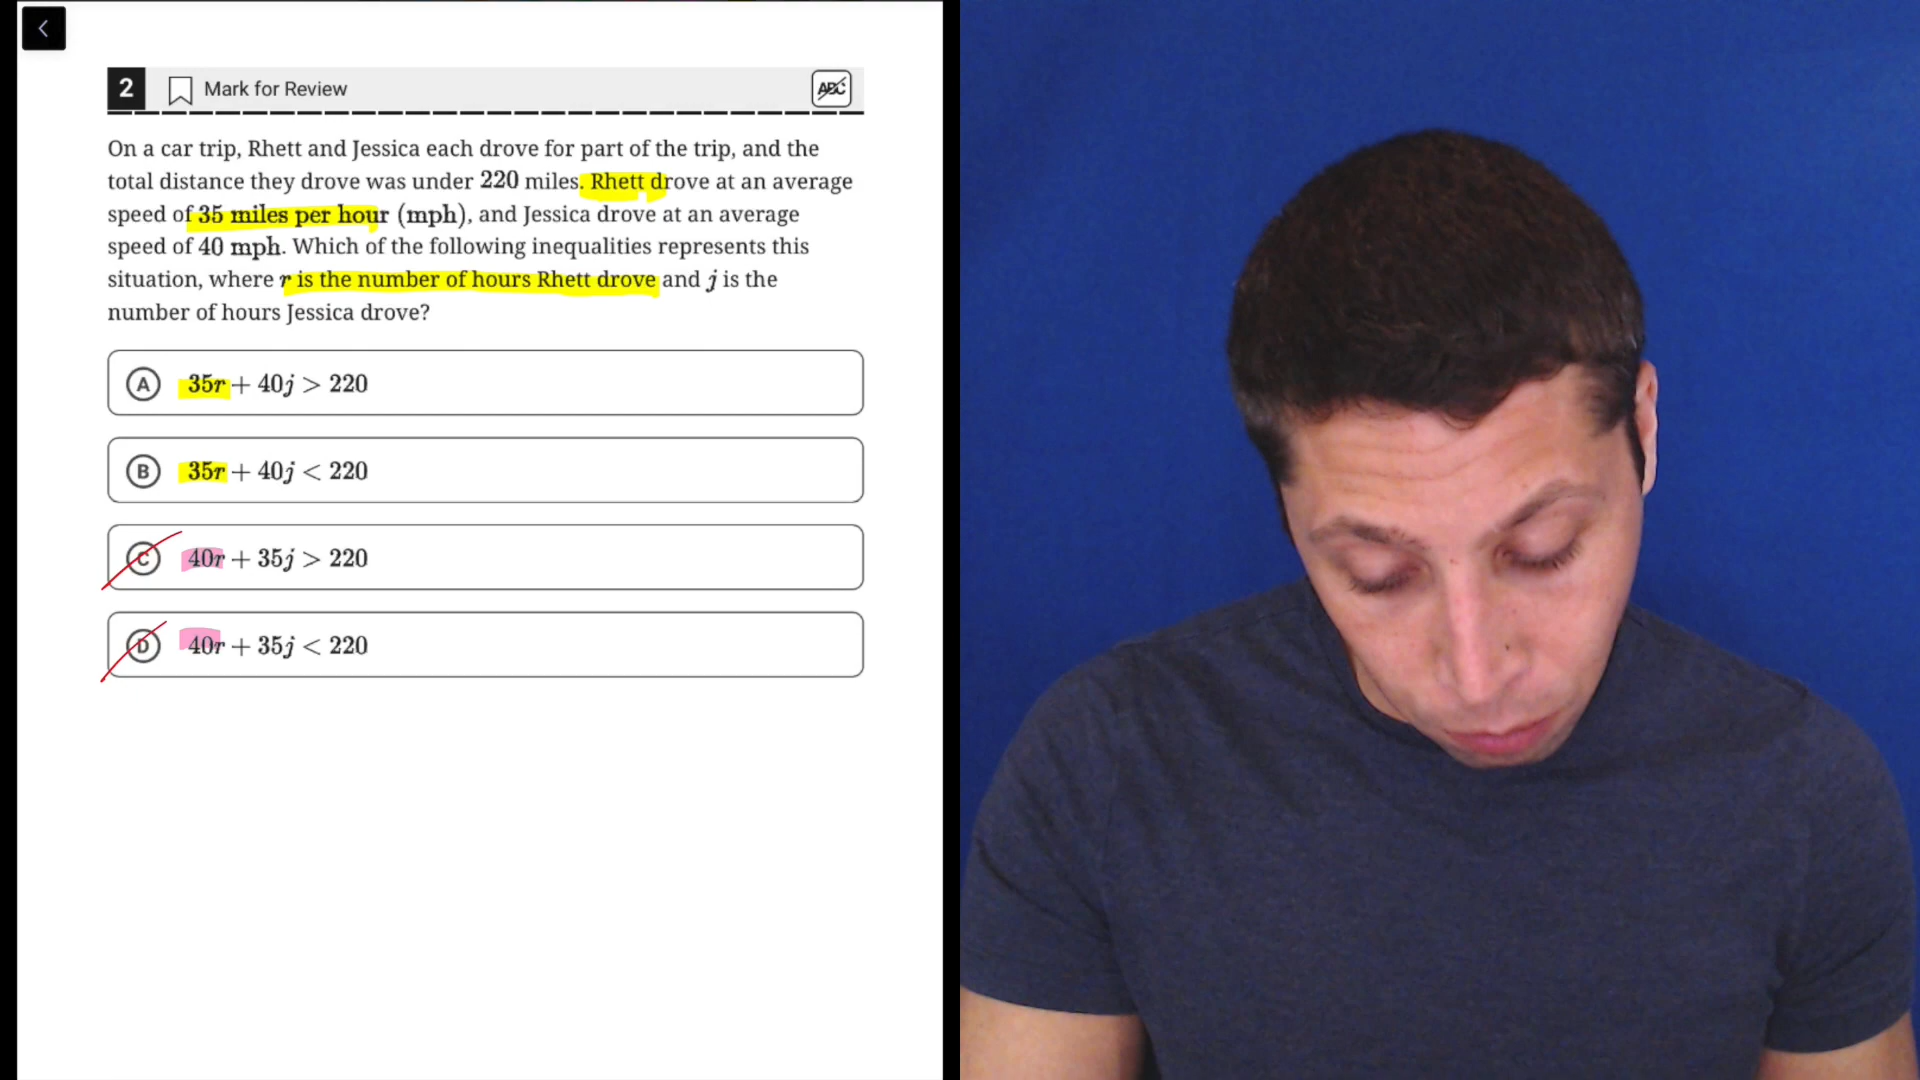 2 Mark for Review ABC
On a car trip, Rhett and Jessica each drove for part of the trip, and the
total distance they drove was under 220 miles. Rhett drove at an average
speed of 35 miles per hour (mph), and Jessica drove at an average
speed of 40 mph. Which of the following inequalities represents this
situation, where r is the number of hours Rhett drove and j is the
number of hours Jessica drove?
A 35r + 40j > 220
B 35r + 40j < 220
C 40r + 35j > 220
D 40r + 35j < 220